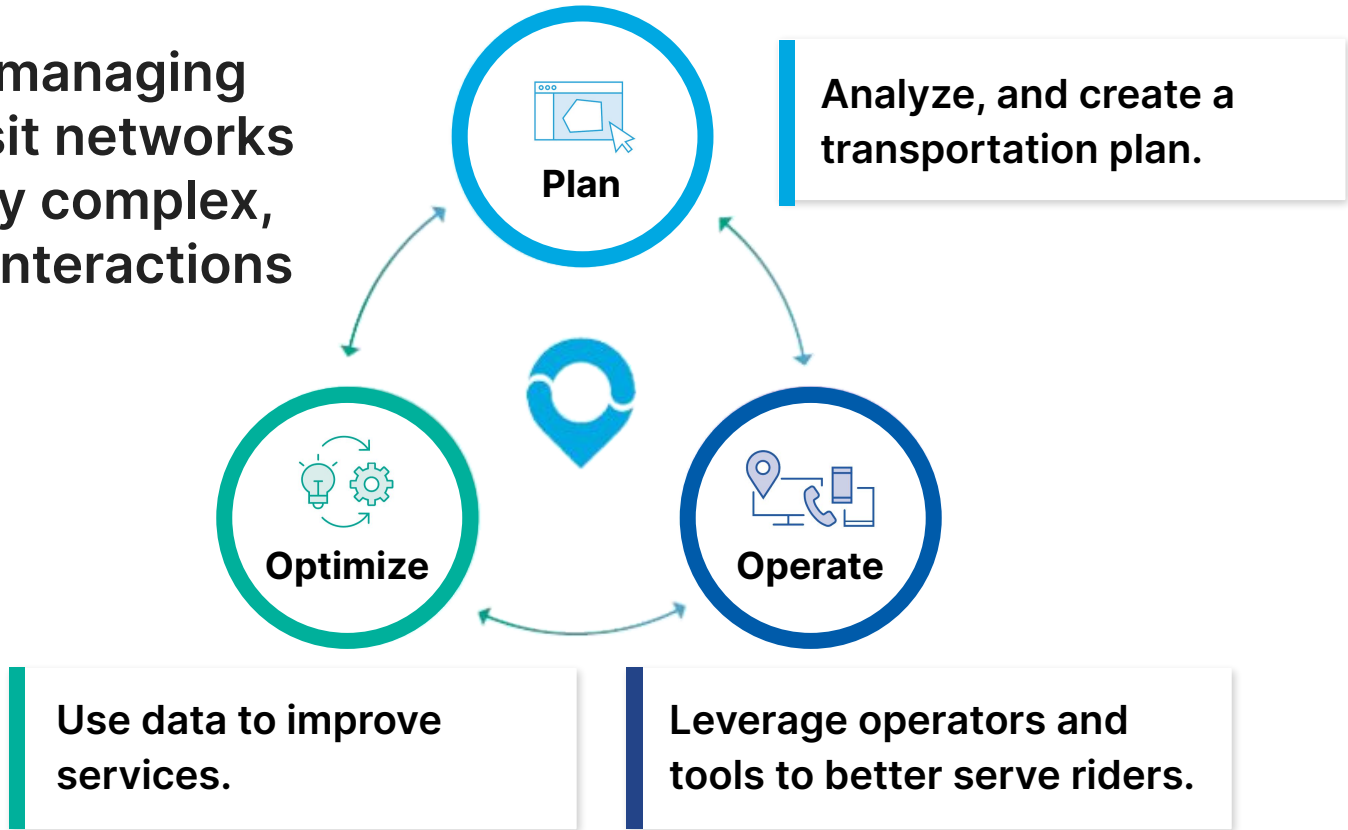 managing
sit networks
y complex,
nteractions
Plan
Analyze, and create a
transportation plan.
Optimize
Operate
Use data to improve
services.
Leverage operators and
tools to better serve riders.